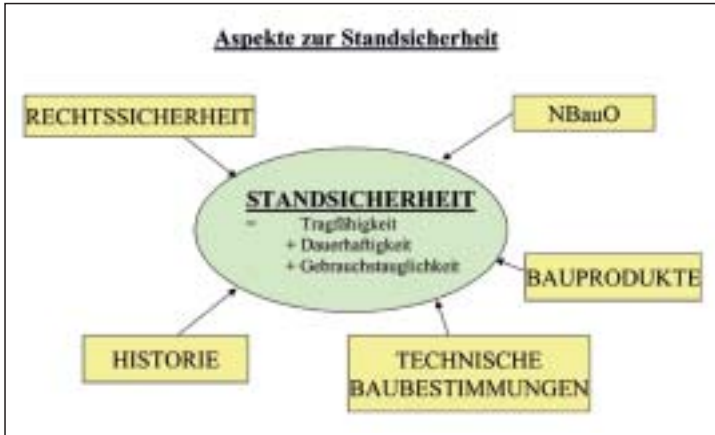 Aspekte zur Standsicherheit
RECHTSSICHERHEIT
NBauO
STANDSICHERHEIT
= Tragfähigkeit
+ Dauerhaftigkeit
+ Gebrauchstauglichkeit
BAUPRODUKTE
HISTORIE
TECHNISCHE
BAUBESTIMMUNGEN